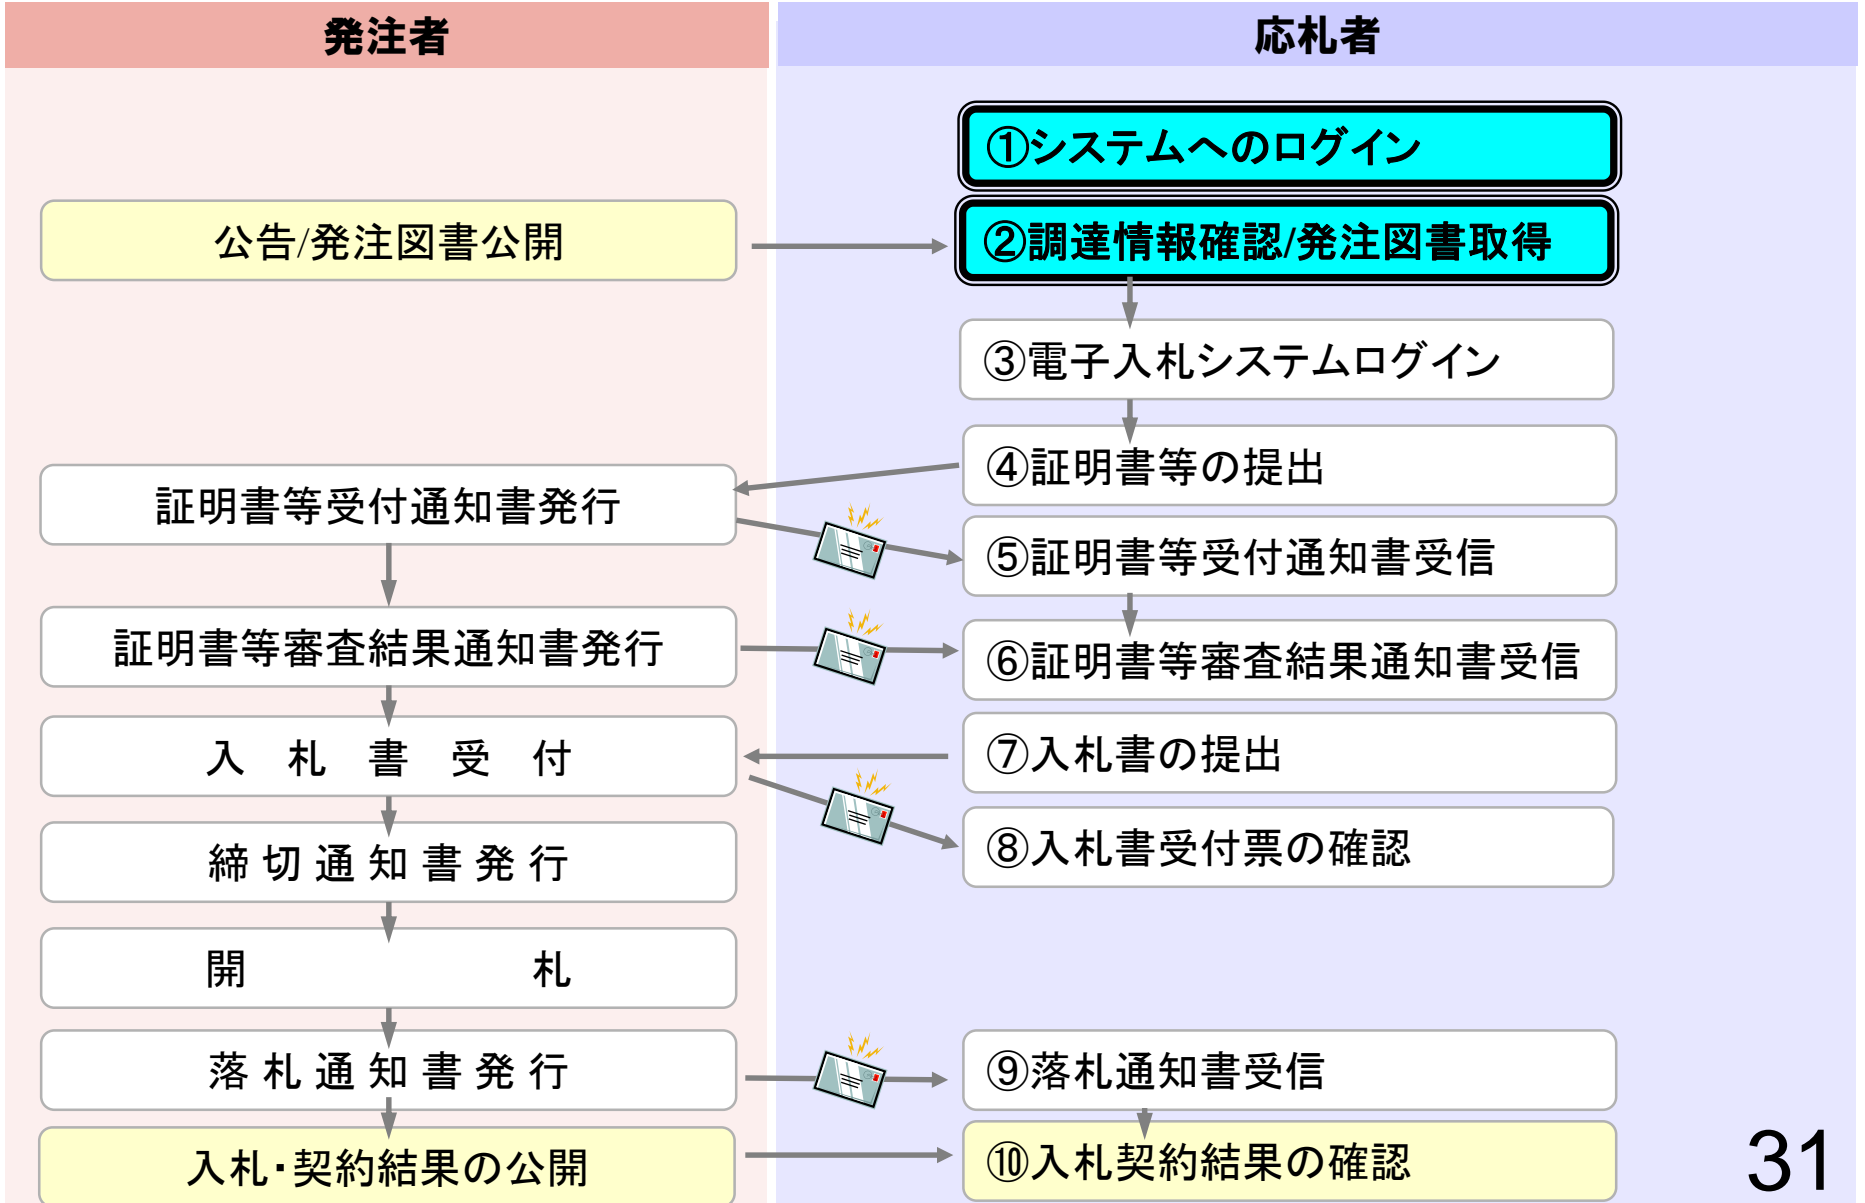 発注者
応札者
①システムへのログイン
公告/発注図書公開
②調達情報確認/発注図書取得
③電子入札システムログイン
④証明書等の提出
証明書等受付通知書発行
⑤証明書等受付通知書受信
証明書等審査結果通知書発行
⑥証明書等審査結果通知書受信
入 札 書 受 付
⑦入札書の提出
締 切 通 知 書 発 行
⑧入札書受付票の確認
開 札
落 札 通 知 書 発 行
⑨落札通知書受信
入札・契約結果の公開
⑩入札契約結果の確認
31